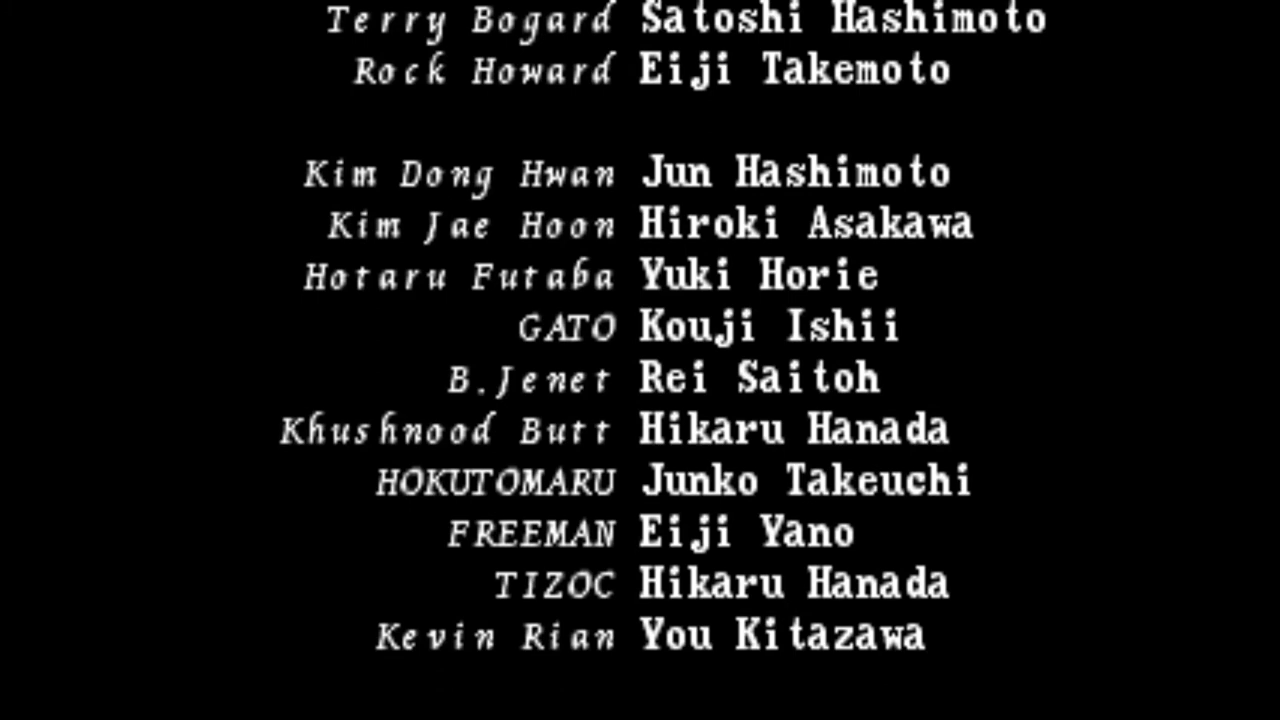 Terry Bogard Satoshi Hashimoto
Rock Howard Eiji Takemoto
Kim Dong Hwan Jun Hashimoto
Kim Jae Hoon Hiroki Asakawa
Hotaru Futaba Yuki Horie
GATO Kouji Ishii
B.Jenet Rei Saitoh
Khushnood Butt Hikaru Hanada
HOKUTOMARU Junko Takeuchi
FREEMAN Eiji Yano
TIZOC Hikaru Hanada
Kevin Rian You Kitazawa